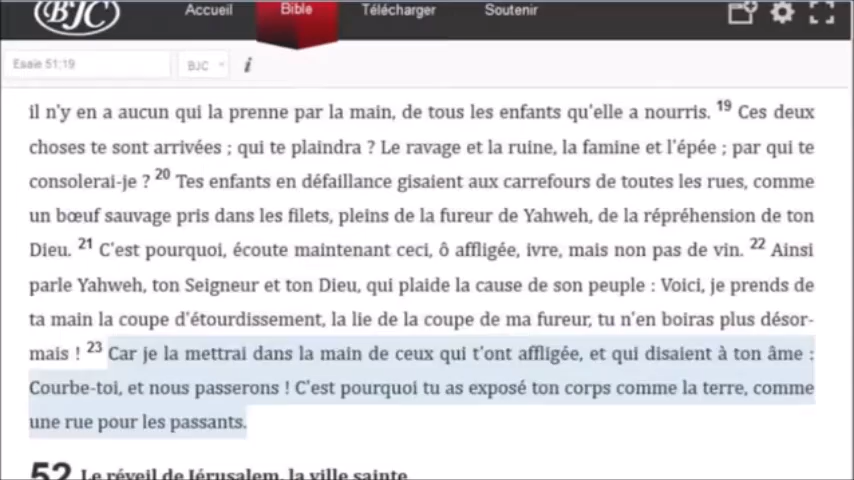 BJC
Accueil
Bible
Télécharger
Soutenir
Esaïe 51:19
BJC
i
il n'y en a aucun qui la prenne par la main, de tous les enfants qu'elle a nourris. 19 Ces deux
choses te sont arrivées ; qui te plaindra ? Le ravage et la ruine, la famine et l'épée ; par qui te
consolerai-je ? 20 Tes enfants en défaillance gisaient aux carrefours de toutes les rues, comme
un bœuf sauvage pris dans les filets, pleins de la fureur de Yahweh, de la répréhension de ton
Dieu. 21 C'est pourquoi, écoute maintenant ceci, ô affligée, ivre, mais non pas de vin. 22 Ainsi
parle Yahweh, ton Seigneur et ton Dieu, qui plaide la cause de son peuple : Voici, je prends de
ta main la coupe d'étourdissement, la lie de la coupe de ma fureur, tu n'en boiras plus désor-
mais ! 23 Car je la mettrai dans la main de ceux qui t'ont affligée, et qui disaient à ton âme :
Courbe-toi, et nous passerons ! C'est pourquoi tu as exposé ton corps comme la terre, comme
une rue pour les passants.
52 Le réveil de Jérusalem, la ville sainte